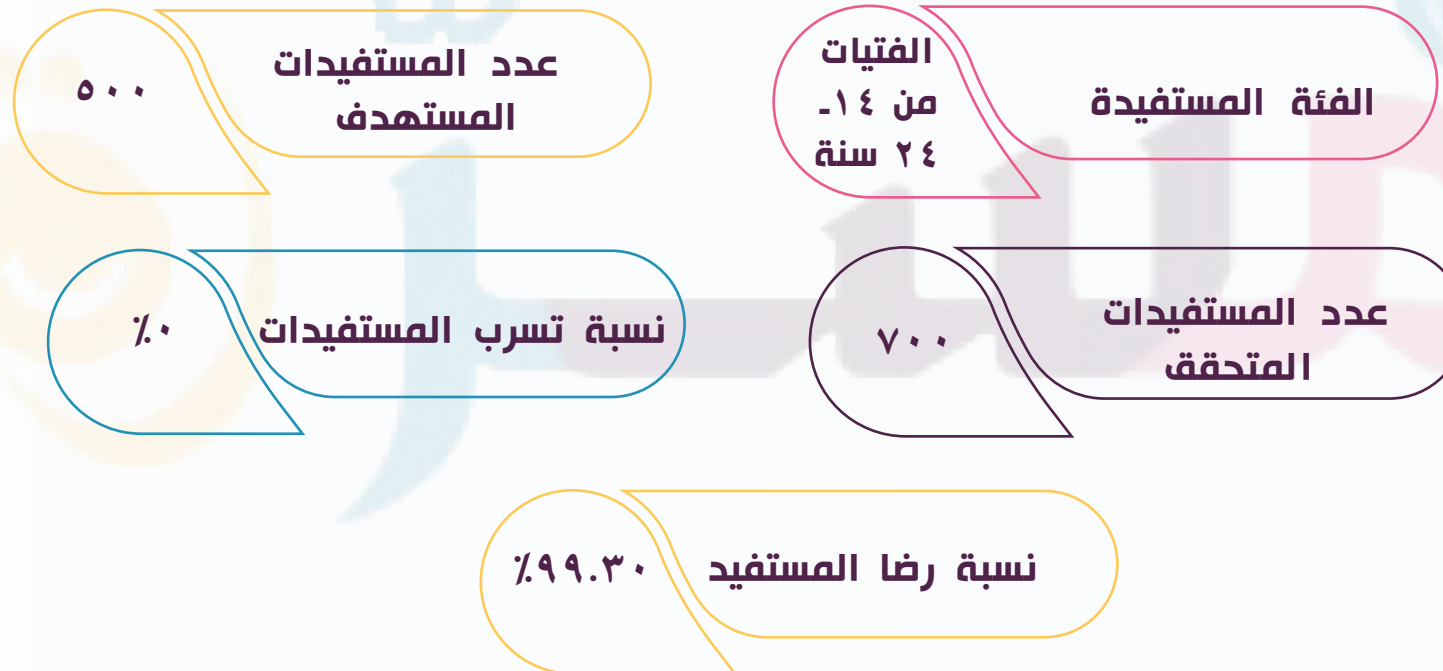 الفئة المستفيدة
الفتيات
من ١٤ـ
٢٤ سنة
عدد المستفيدات
المستهدف
٥٠٠
عدد المستفيدات
المتحقق
٧٠٠
نسبة تسرب المستفيدات
٠٪
نسبة رضا المستفيد
٩٩.٣٠٪